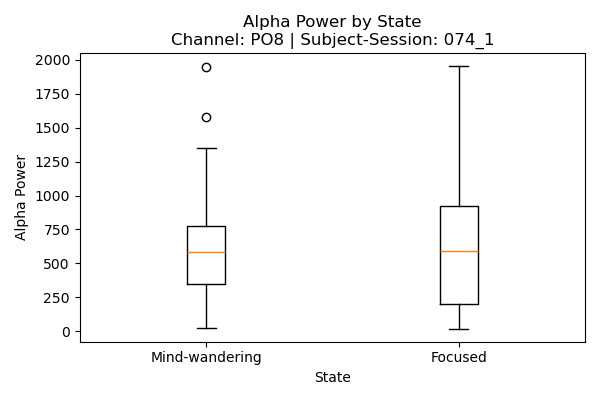 Alpha Power by State
Channel: PO8 | Subject-Session: 074_1
2000
1750
1500
1250
1000
750
500
250
0
Alpha Power
Mind-wandering
Focused
State